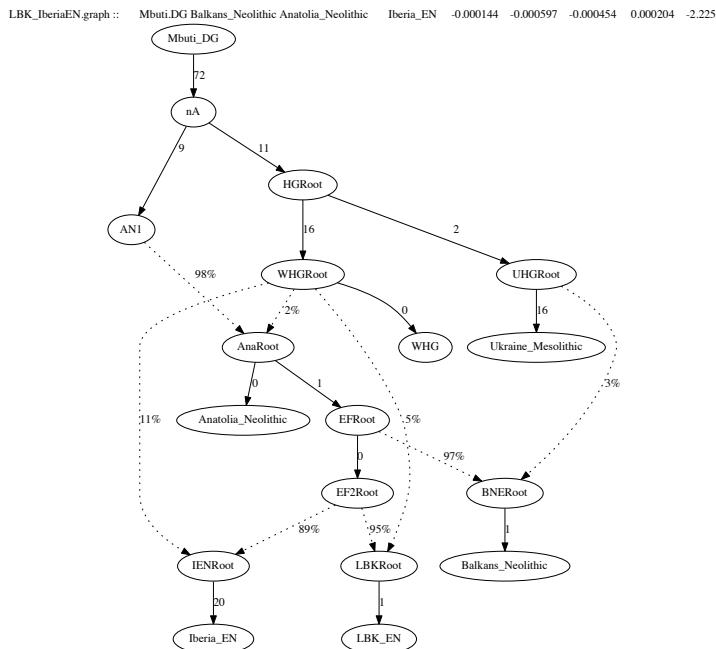 LBK_IberiaEN.graph :: Mbuti.DG Balkans_Neolithic Anatolia_Neolithic Iberia_EN -0.000144 -0.000597 -0.000454 0.000204 -2.225
Mbuti_DG
72
nA
9
11
HGRoot
16
2
AN1
WHGRoot
UHGRoot
98%
2%
0
16
AnaRoot
WHG
Ukraine_Mesolithic
0
1
3%
Anatolia_Neolithic
11%
EFRoot
5%
0
97%
EF2Root
BNERoot
89%
95%
1
IENRoot
LBKRoot
Balkans_Neolithic
20
1
Iberia_EN
LBK_EN